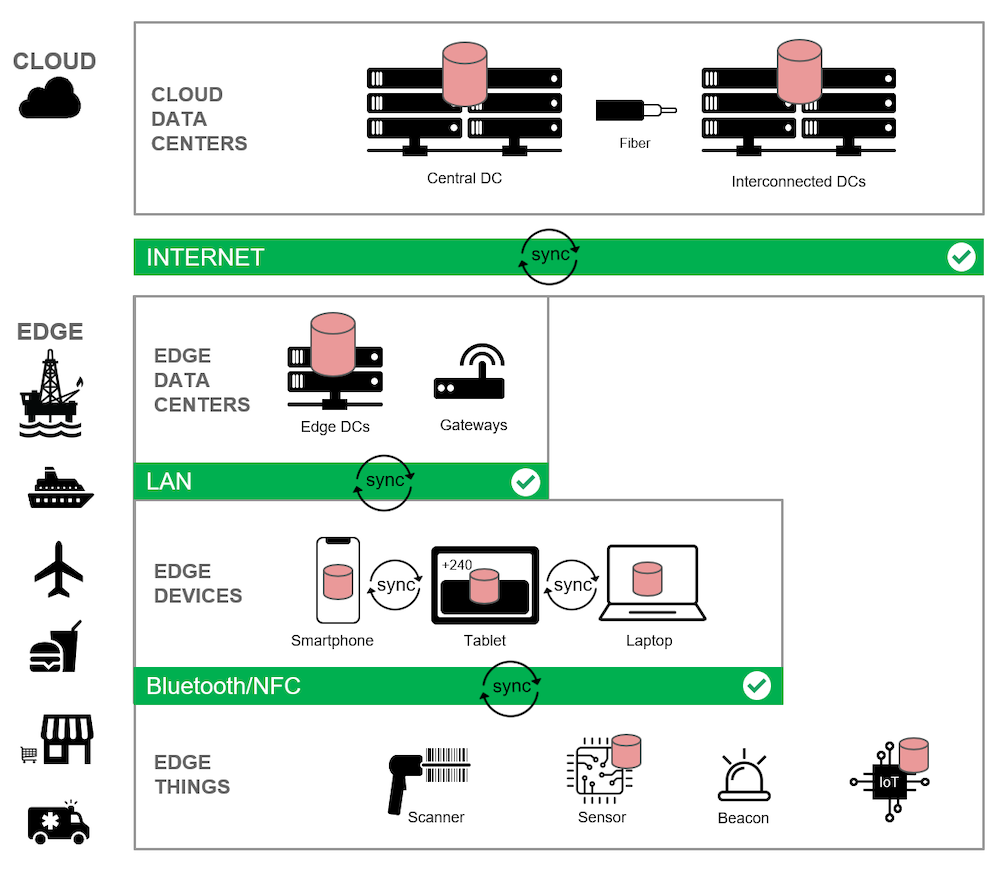 CLOUD
CLOUD
DATA
CENTERS
Fiber
Central DC
Interconnected DCs
INTERNET
sync
EDGE
EDGE
DATA
CENTERS
Edge DCs
Gateways
LAN
sync
EDGE
DEVICES
sync
+240
sync
Smartphone
Tablet
Laptop
Bluetooth/NFC
sync
EDGE
THINGS
IoT
Scanner
Sensor
Beacon